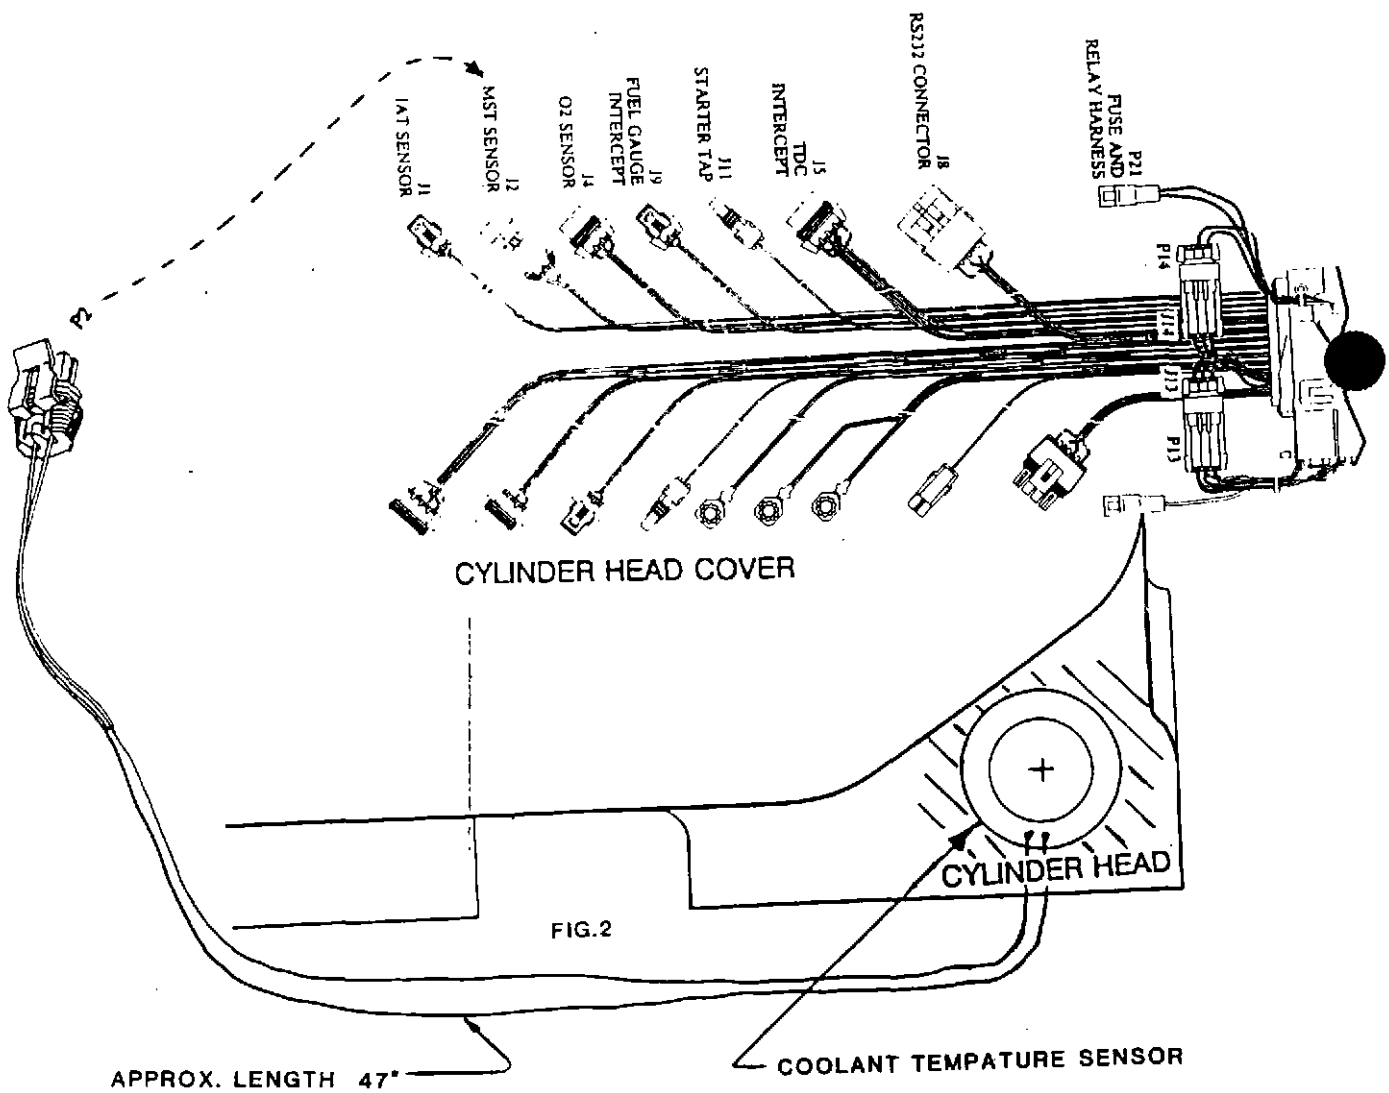 J1
IAT SENSOR
J2
MST SENSOR
J4
O2 SENSOR
J9
FUEL GAUGE
INTERCEPT
J11
STARTER TAP
J5
TDC
INTERCEPT
J8
RS232 CONNECTOR
P21
FUSE AND
RELAY HARNESS
P14
J14
J13
P13
C
P2
CYLINDER HEAD COVER
CYLINDER HEAD
FIG.2
COOLANT TEMPATURE SENSOR
APPROX. LENGTH 47"